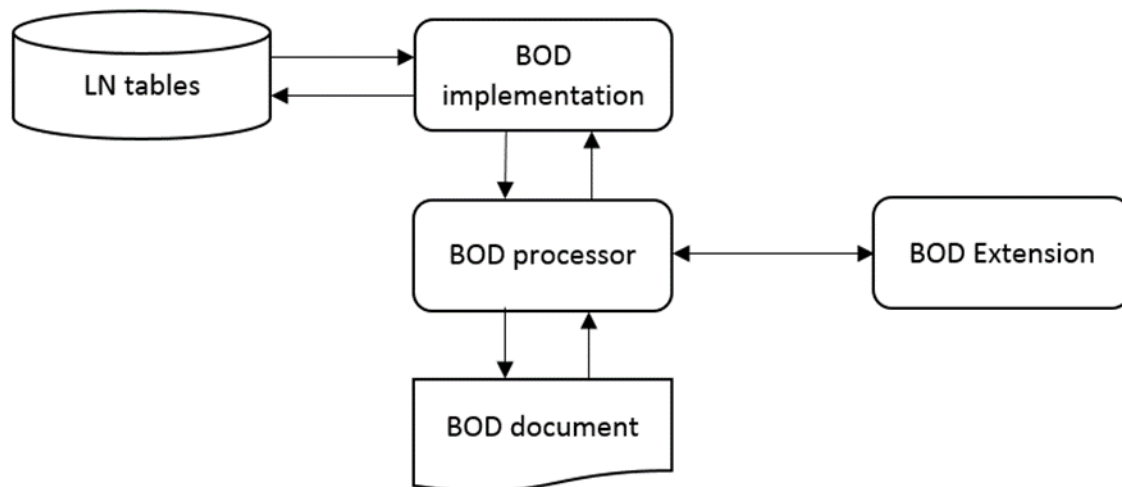 LN tables
BOD
implementation
BOD processor
BOD Extension
BOD document